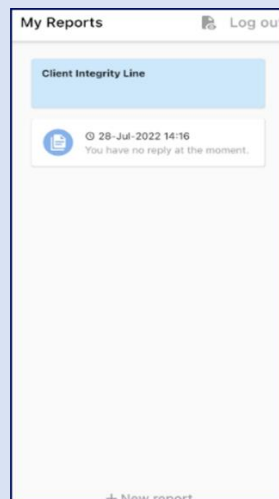 My Reports
Log ou
Client Integrity Line
28-Jul-2022 14:16
You have no reply at the moment.
+ New report